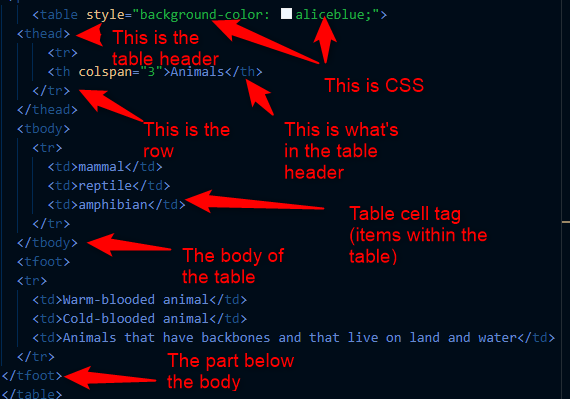 <table style="background-color: aliceblue;">
<thead>
This is the
table header
<tr>
<th colspan="3">Animals</th>
This is CSS
</tr>
</thead>
This is the
row
This is what's
in the table
header
<tbody>
<tr>
<td>mammal</td>
<td>reptile</td>
<td>amphibian</td>
Table cell tag
(items within the
table)
</tr>
</tbody>
The body of
the table
<tfoot>
<tr>
<td>Warm-blooded animal</td>
<td>Cold-blooded animal</td>
<td>Animals that have backbones and that live on land and water</td>
</tr>
The part below
the body
</tfoot>
</table>